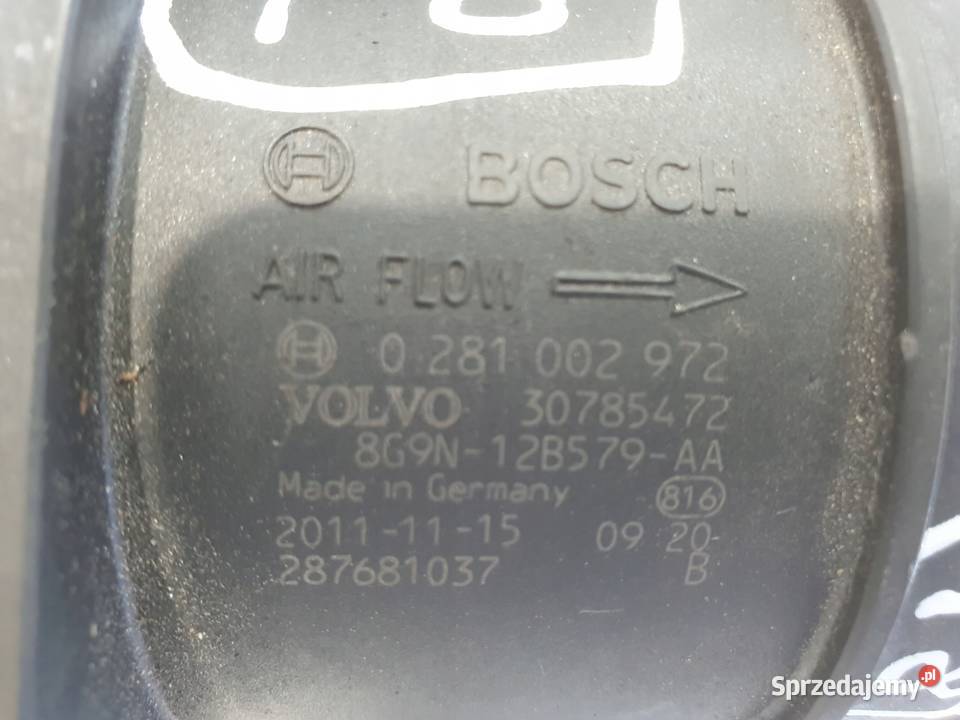 BOSCH
AIR FLOW
0 281 002 972
VOLVO 30785472
8G9N-12B579-AA
Made in Germany 816
2011-11-15 09 20
287681037 B
Sprzedajemy.pl